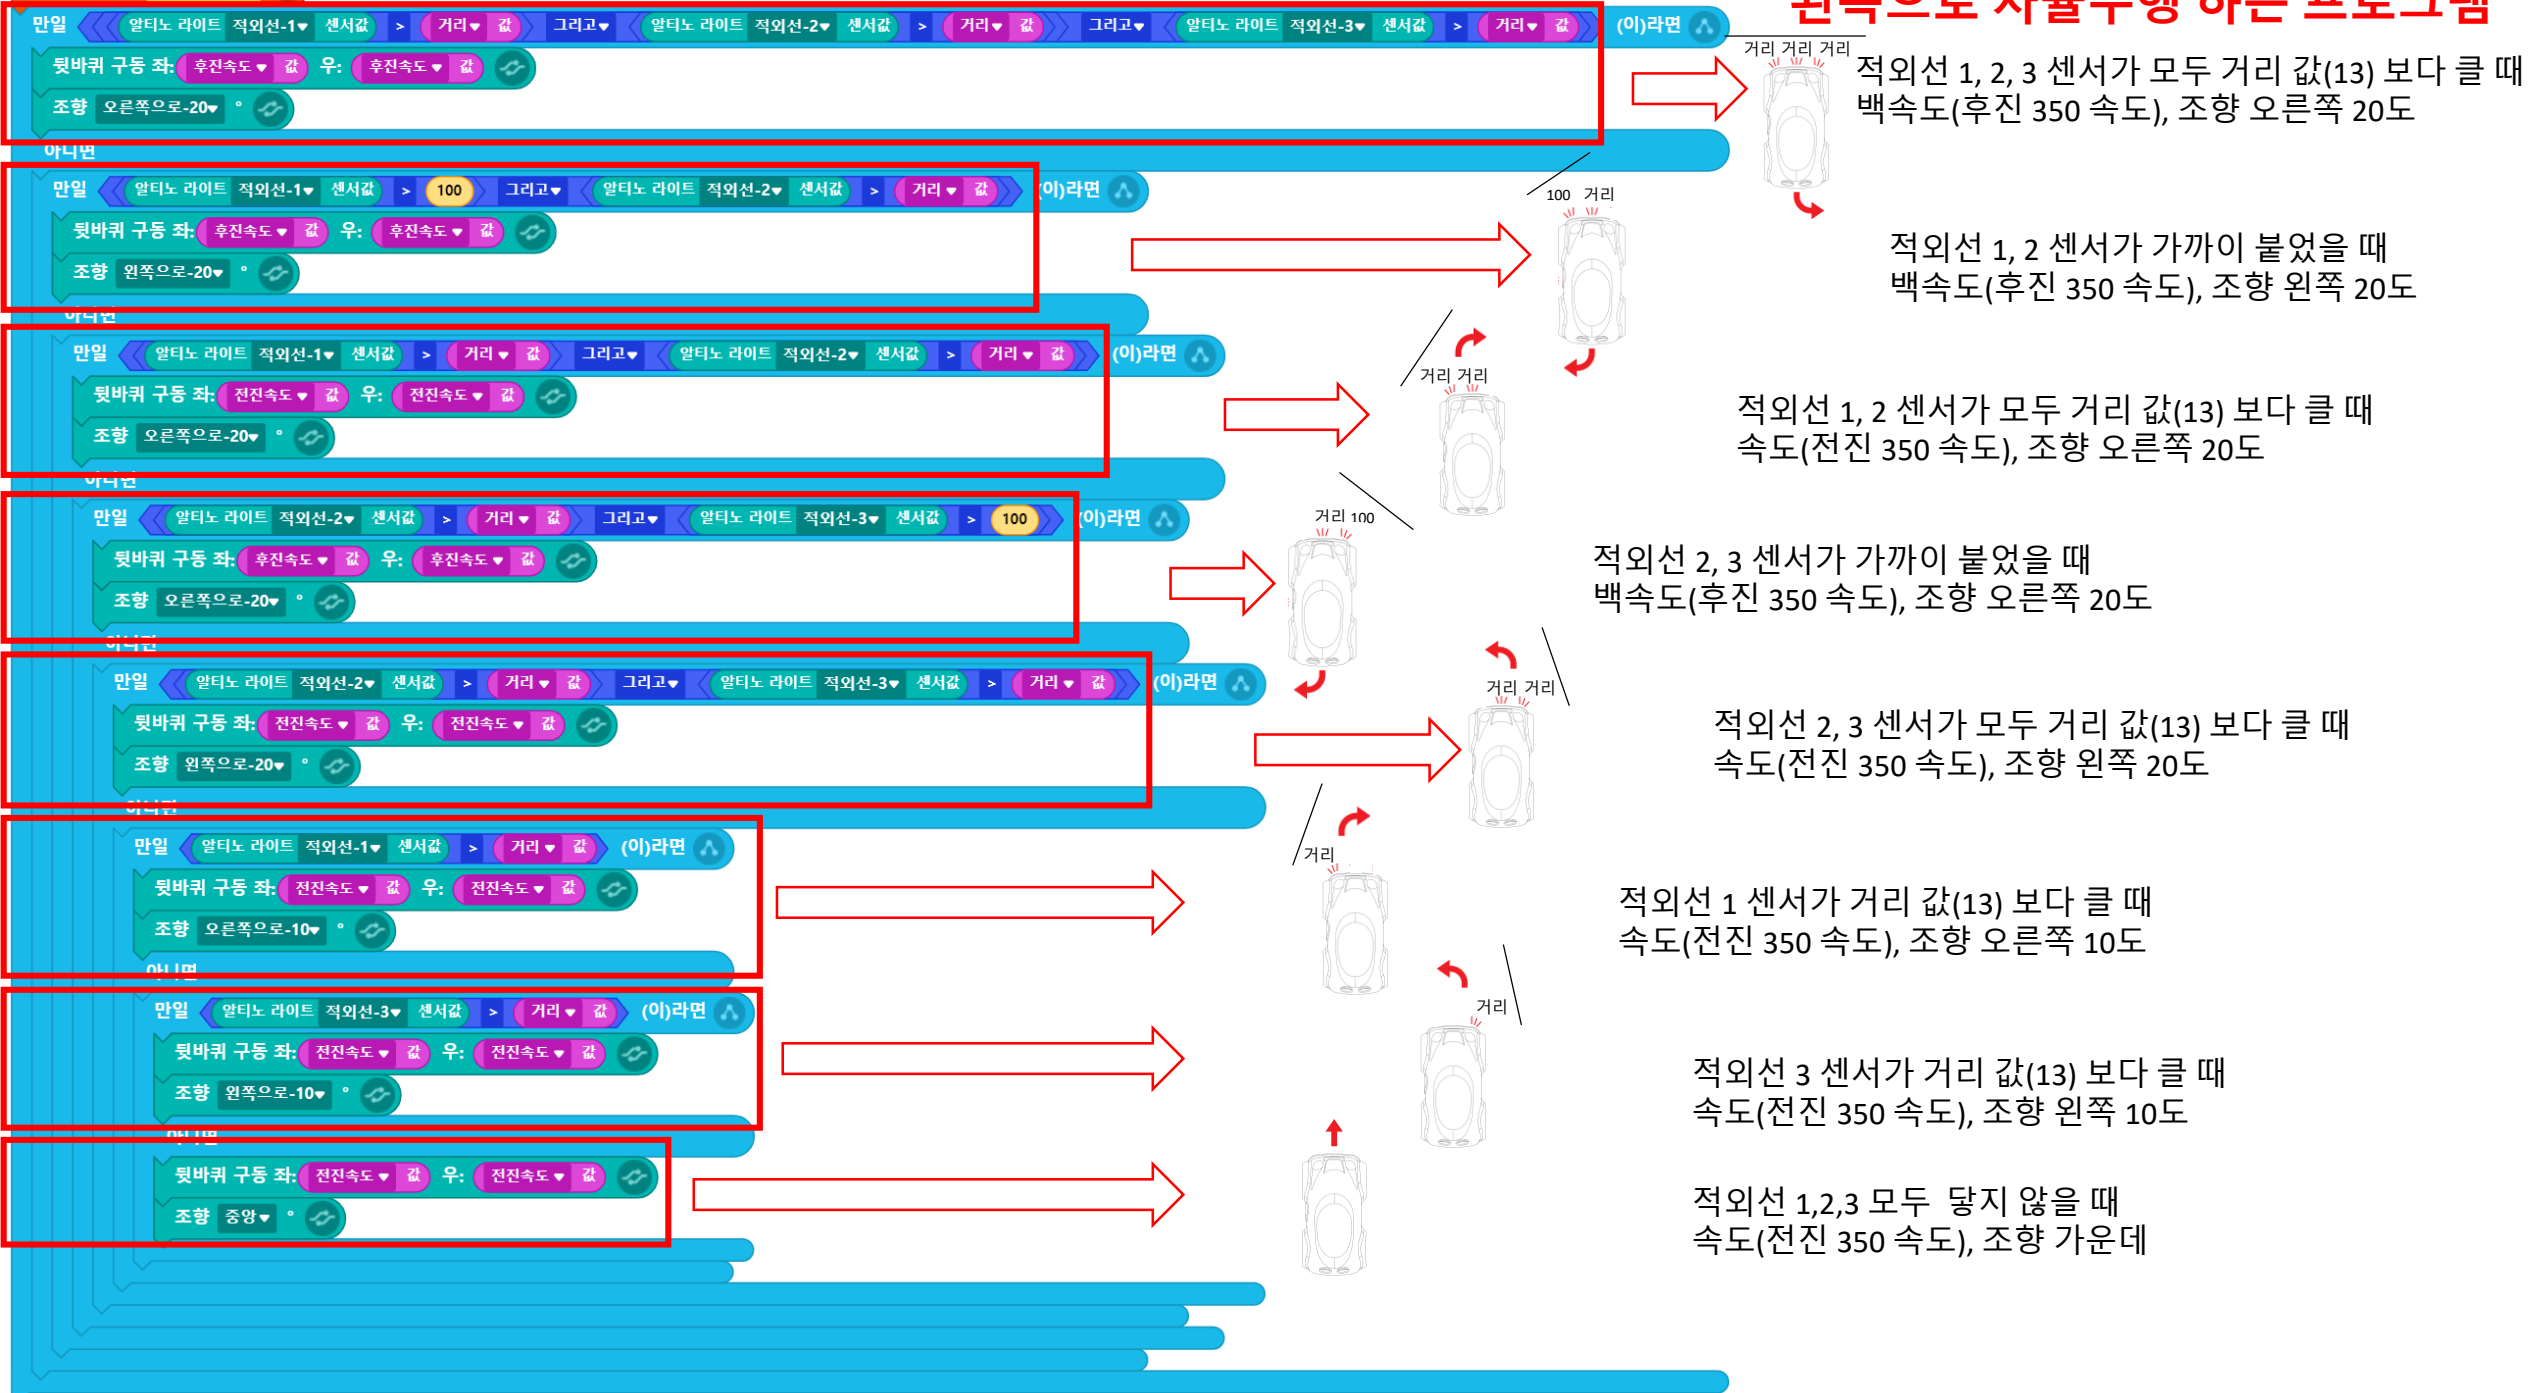 왼쪽으로 자율주행 하는 프로그램
만일 알티노 라이트 적외선-1▼ 센서값 > 거리▼ 값 그리고▼ 알티노 라이트 적외선-2▼ 센서값 > 거리▼ 값 그리고▼ 알티노 라이트 적외선-3▼ 센서값 > 거리▼ 값 (이)라면
뒷바퀴 구동 좌: 후진속도▼ 값 우: 후진속도▼ 값
조향 오른쪽으로-20▼ °
거리 거리 거리
적외선 1, 2, 3 센서가 모두 거리 값(13) 보다 클 때
백속도(후진 350 속도), 조향 오른쪽 20도
아니면
만일 알티노 라이트 적외선-1▼ 센서값 > 100 그리고▼ 알티노 라이트 적외선-2▼ 센서값 > 거리▼ 값 (이)라면
뒷바퀴 구동 좌: 후진속도▼ 값 우: 후진속도▼ 값
조향 왼쪽으로-20▼ °
100 거리
적외선 1, 2 센서가 가까이 붙었을 때
백속도(후진 350 속도), 조향 왼쪽 20도
아니면
만일 알티노 라이트 적외선-1▼ 센서값 > 거리▼ 값 그리고▼ 알티노 라이트 적외선-2▼ 센서값 > 거리▼ 값 (이)라면
뒷바퀴 구동 좌: 전진속도▼ 값 우: 전진속도▼ 값
조향 오른쪽으로-20▼ °
거리 거리
적외선 1, 2 센서가 모두 거리 값(13) 보다 클 때
속도(전진 350 속도), 조향 오른쪽 20도
아니면
만일 알티노 라이트 적외선-2▼ 센서값 > 거리▼ 값 그리고▼ 알티노 라이트 적외선-3▼ 센서값 > 100 (이)라면
뒷바퀴 구동 좌: 후진속도▼ 값 우: 후진속도▼ 값
조향 오른쪽으로-20▼ °
거리 100
적외선 2, 3 센서가 가까이 붙었을 때
백속도(후진 350 속도), 조향 오른쪽 20도
아니면
만일 알티노 라이트 적외선-2▼ 센서값 > 거리▼ 값 그리고▼ 알티노 라이트 적외선-3▼ 센서값 > 거리▼ 값 (이)라면
뒷바퀴 구동 좌: 전진속도▼ 값 우: 전진속도▼ 값
조향 왼쪽으로-20▼ °
거리 거리
적외선 2, 3 센서가 모두 거리 값(13) 보다 클 때
속도(전진 350 속도), 조향 왼쪽 20도
아니면
만일 알티노 라이트 적외선-1▼ 센서값 > 거리▼ 값 (이)라면
뒷바퀴 구동 좌: 전진속도▼ 값 우: 전진속도▼ 값
조향 오른쪽으로-10▼ °
거리
적외선 1 센서가 거리 값(13) 보다 클 때
속도(전진 350 속도), 조향 오른쪽 10도
아니면
만일 알티노 라이트 적외선-3▼ 센서값 > 거리▼ 값 (이)라면
뒷바퀴 구동 좌: 전진속도▼ 값 우: 전진속도▼ 값
조향 왼쪽으로-10▼ °
거리
적외선 3 센서가 거리 값(13) 보다 클 때
속도(전진 350 속도), 조향 왼쪽 10도
아니면
뒷바퀴 구동 좌: 전진속도▼ 값 우: 전진속도▼ 값
조향 중앙▼ °
적외선 1,2,3 모두 닿지 않을 때
속도(전진 350 속도), 조향 가운데